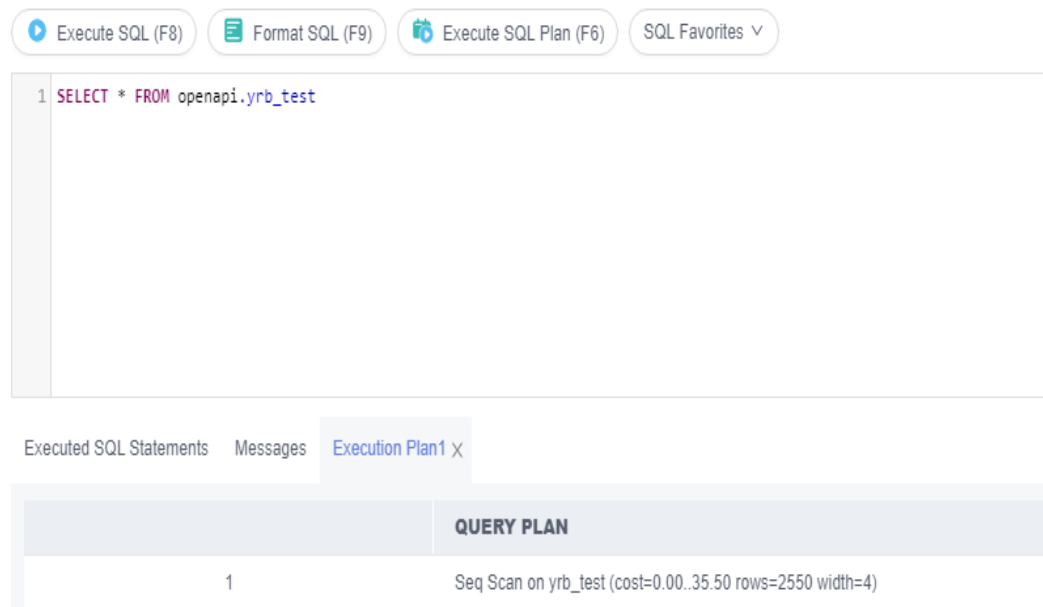 Execute SQL (F8) Format SQL (F9) Execute SQL Plan (F6) SQL Favorites
1 SELECT * FROM openapi.yrb_test
Executed SQL Statements Messages Execution Plan1 X
QUERY PLAN
1 Seq Scan on yrb_test (cost=0.00..35.50 rows=2550 width=4)